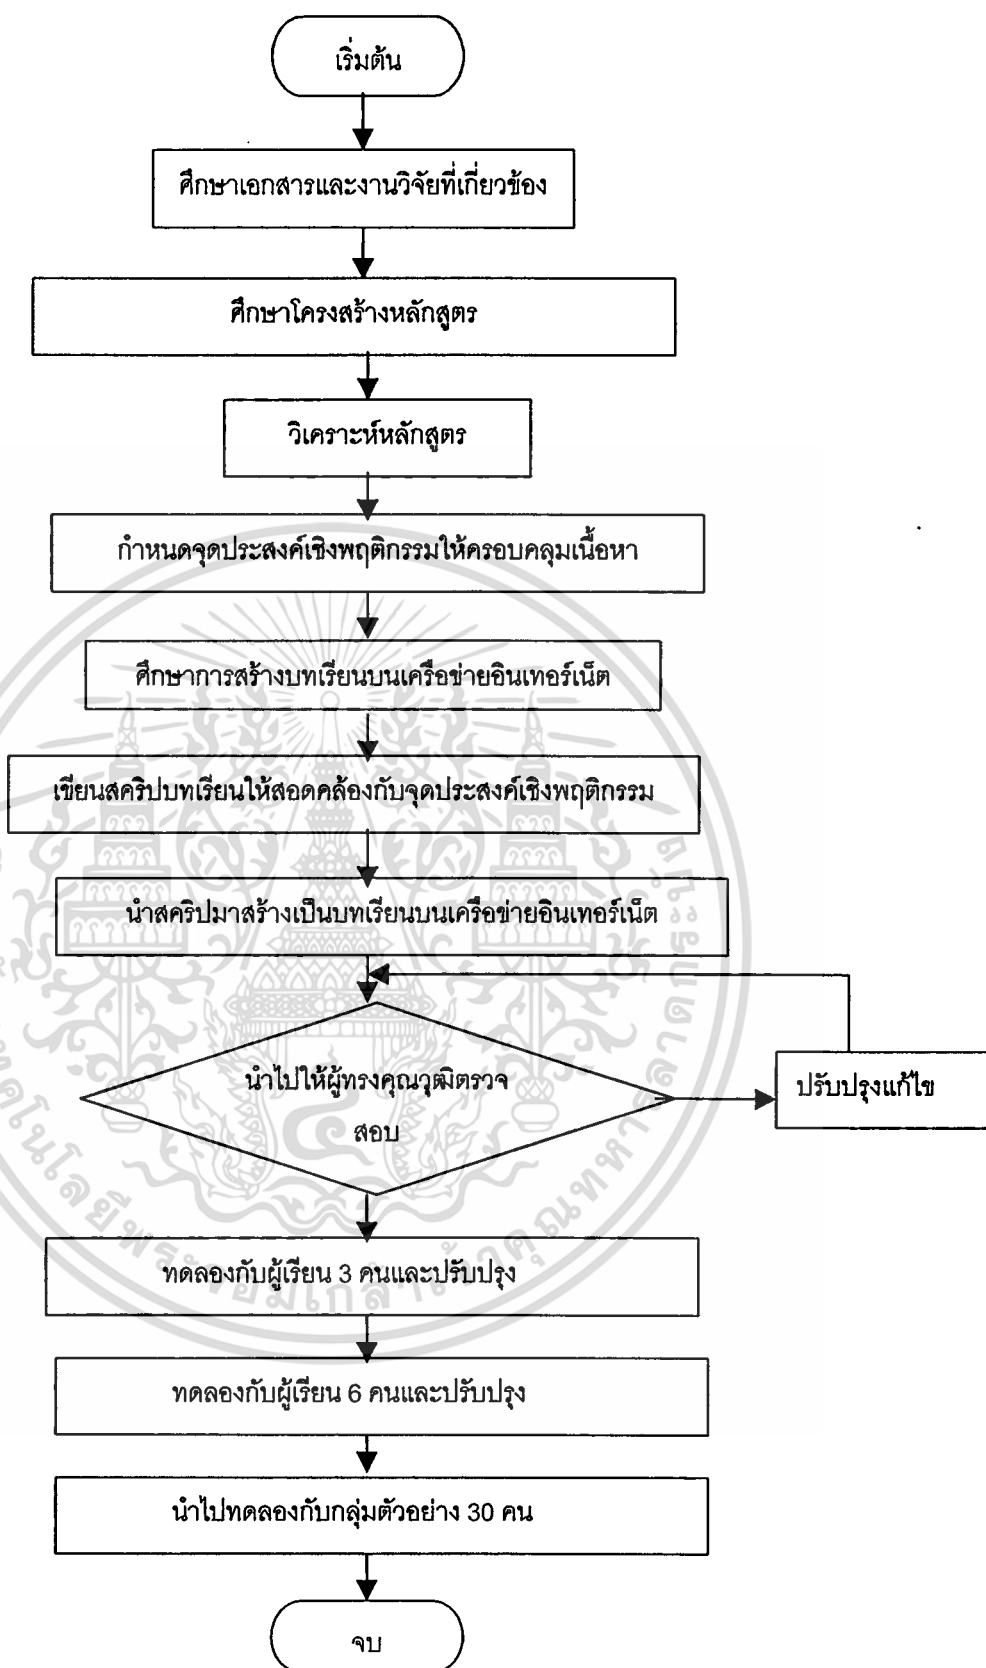 เริ่มต้น
ศึกษาเอกสารและงานวิจัยที่เกี่ยวข้อง
ศึกษาโครงสร้างหลักสูตร
วิเคราะห์หลักสูตร
กำหนดจุดประสงค์เชิงพฤติกรรมให้ครอบคลุมเนื้อหา
ศึกษาการสร้างบทเรียนบนเครือข่ายอินเทอร์เน็ต
เขียนสคริปบทเรียนให้สอดคล้องกับจุดประสงค์เชิงพฤติกรรม
นำสคริปมาสร้างเป็นบทเรียนบนเครือข่ายอินเทอร์เน็ต
นำไปให้ผู้ทรงคุณวุฒิตรวจ
สอบ
ปรับปรุงแก้ไข
ทดลองกับผู้เรียน 3 คนและปรับปรุง
ทดลองกับผู้เรียน 6 คนและปรับปรุง
นำไปทดลองกับกลุ่มตัวอย่าง 30 คน
จบ